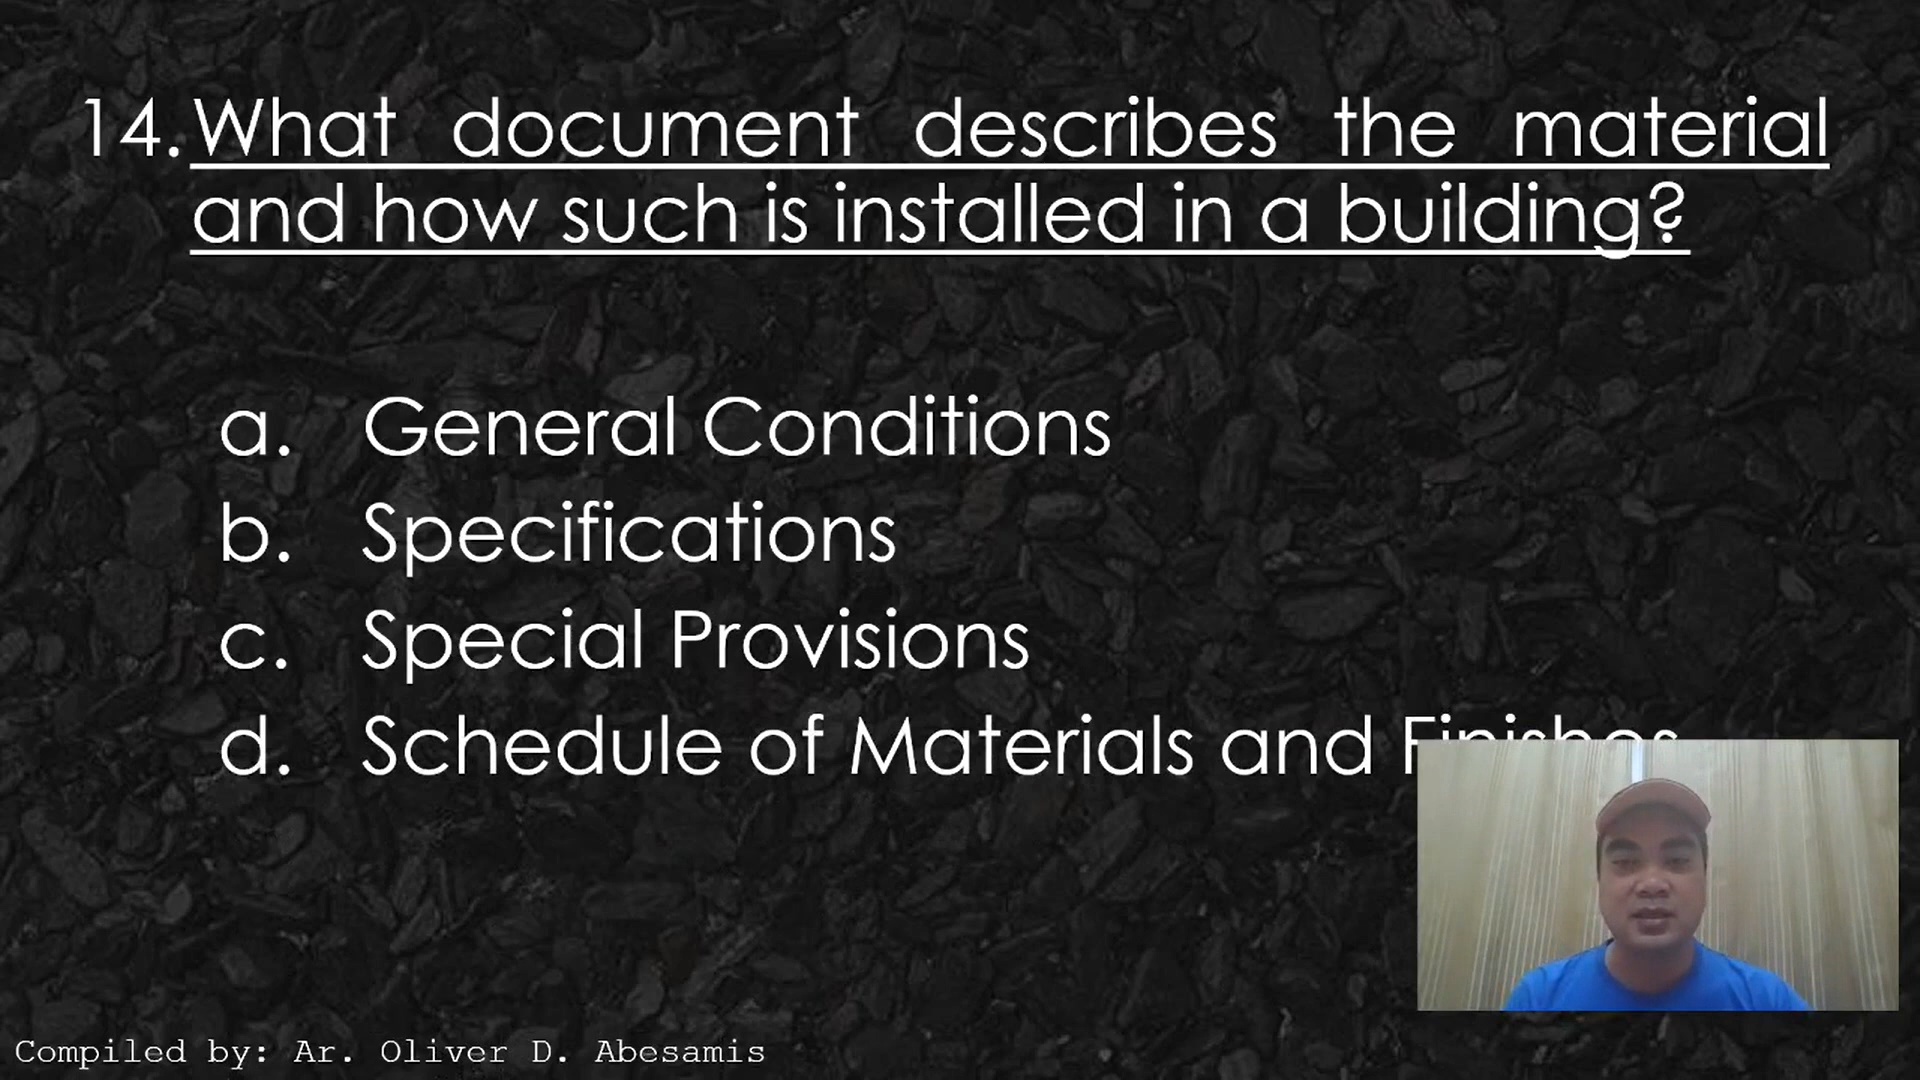 14. What document describes the material
and how such is installed in a building?
a. General Conditions
b. Specifications
c. Special Provisions
d. Schedule of Materials and Finishes
Compiled by: Ar. Oliver D. Abesamis